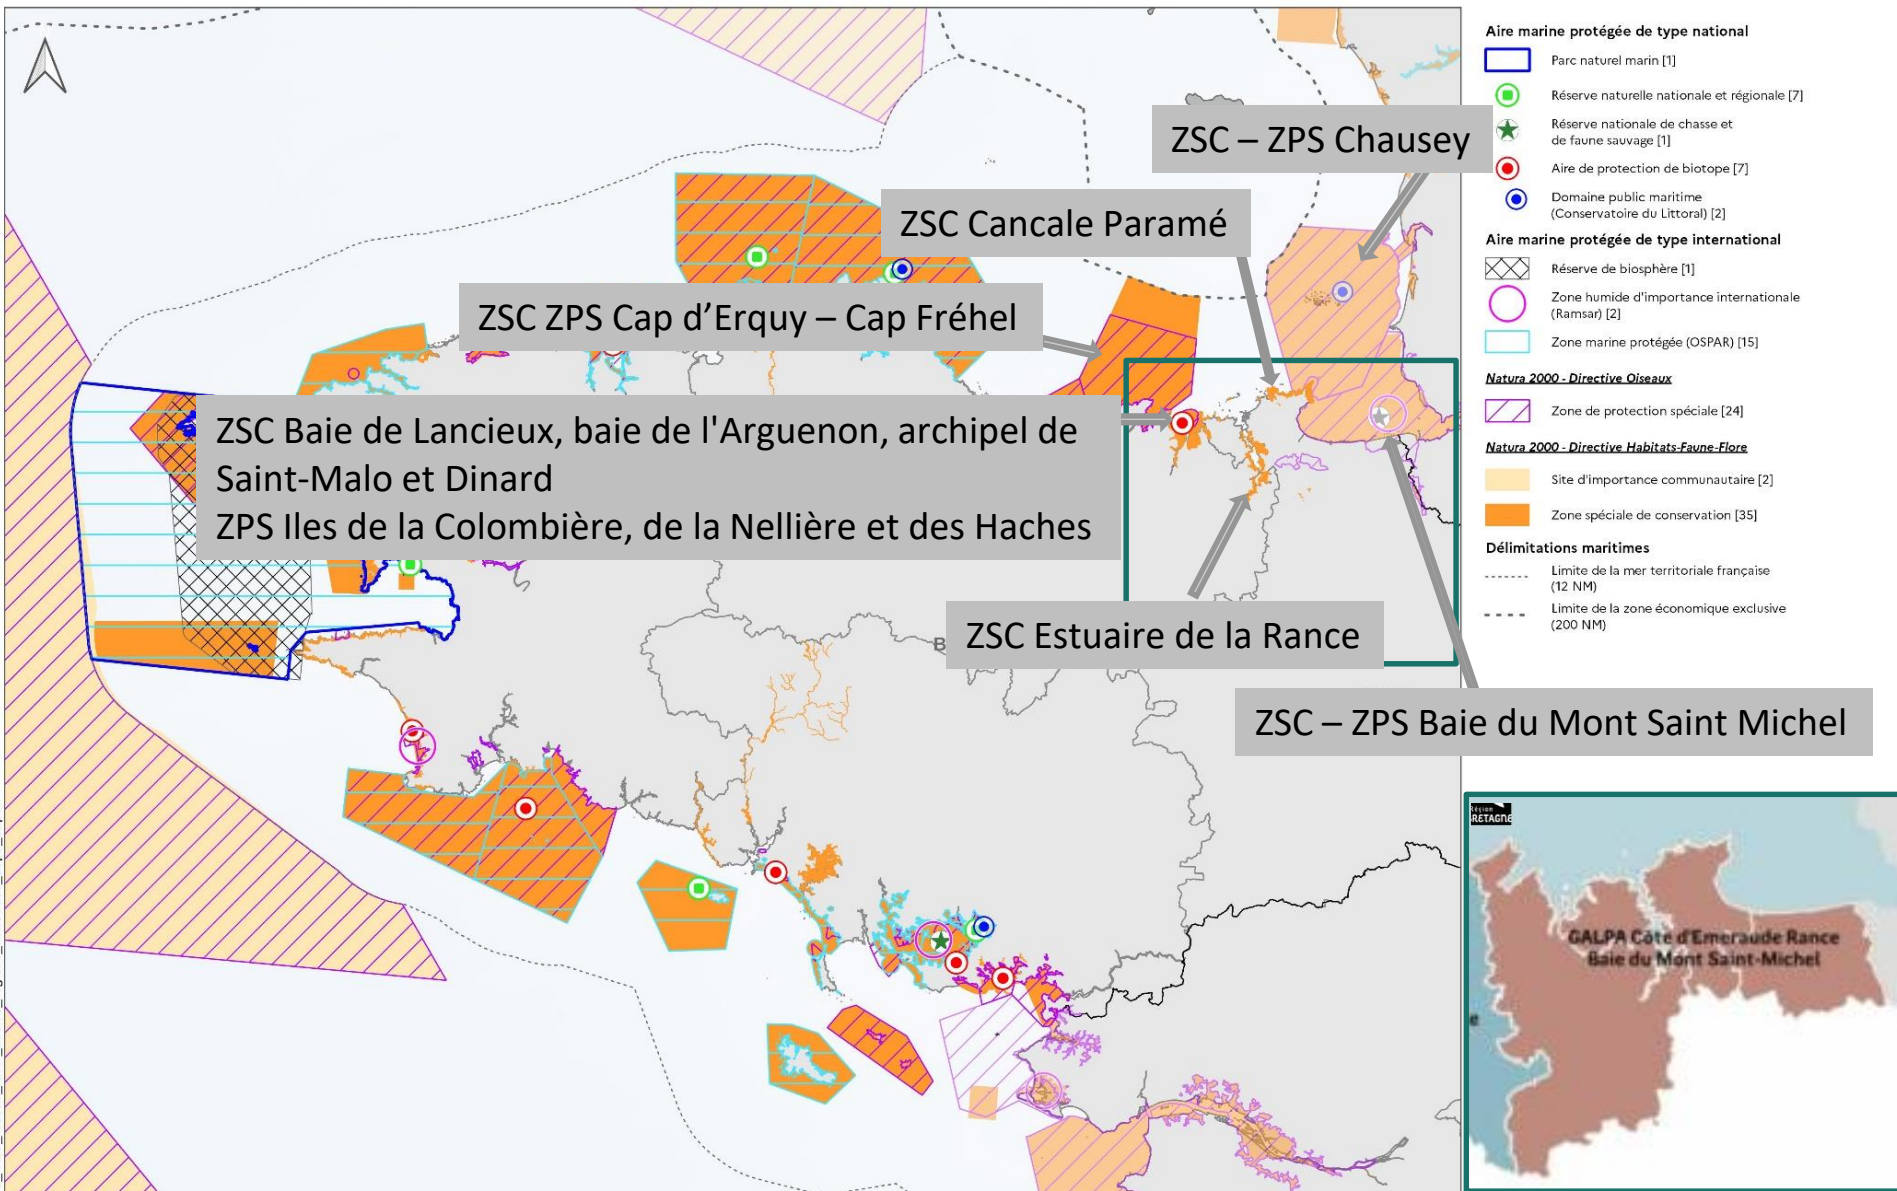 ZSC – ZPS Chausey
ZSC Cancale Paramé
ZSC ZPS Cap d’Erquy – Cap Fréhel
ZSC Baie de Lancieux, baie de l'Arguenon, archipel de
Saint-Malo et Dinard
ZPS Iles de la Colombière, de la Nellière et des Haches
ZSC Estuaire de la Rance
ZSC – ZPS Baie du Mont Saint Michel
B
Aire marine protégée de type national
Parc naturel marin [1]
Réserve naturelle nationale et régionale [7]
Réserve nationale de chasse et
de faune sauvage [1]
Aire de protection de biotope [7]
Domaine public maritime
(Conservatoire du Littoral) [2]
Aire marine protégée de type international
Réserve de biosphère [1]
Zone humide d'importance internationale
(Ramsar) [2]
Zone marine protégée (OSPAR) [15]
Natura 2000 - Directive Oiseaux
Zone de protection spéciale [24]
Natura 2000 - Directive Habitats-Faune-Flore
Site d'importance communautaire [2]
Zone spéciale de conservation [35]
Délimitations maritimes
Limite de la mer territoriale française
(12 NM)
Limite de la zone économique exclusive
(200 NM)
Région
BRETAGNE
GALPA Côte d'Emeraude Rance
Baie du Mont Saint-Michel
e